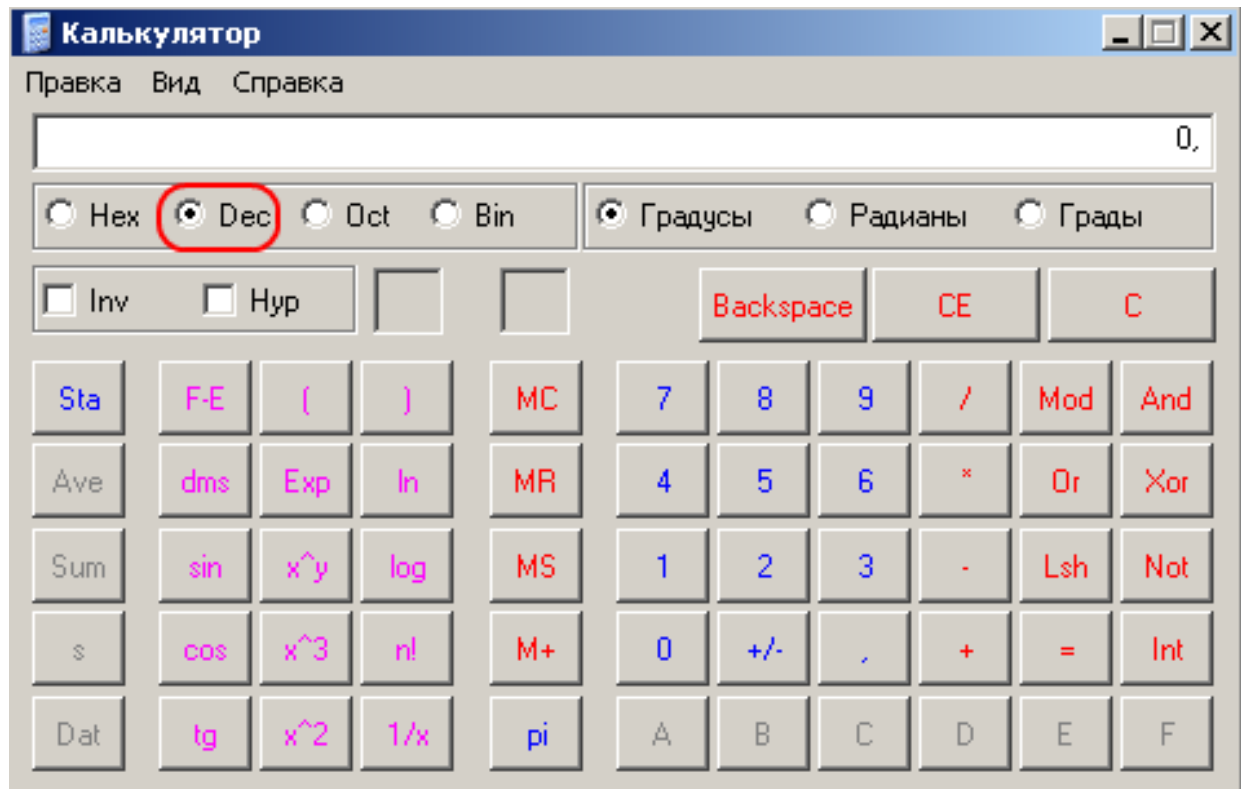 Калькулятор
Правка Вид Справка
0,
Hex Dec Oct Bin Градусы Радианы Грады
Inv Hyp Backspace CE C
Sta F-E ( ) MC 7 8 9 / Mod And
Ave dms Exp ln MR 4 5 6 * Or Xor
Sum sin x^y log MS 1 2 3 - Lsh Not
s cos x^3 n! M+ 0 +/- , + = Int
Dat tg x^2 1/x pi A B C D E F